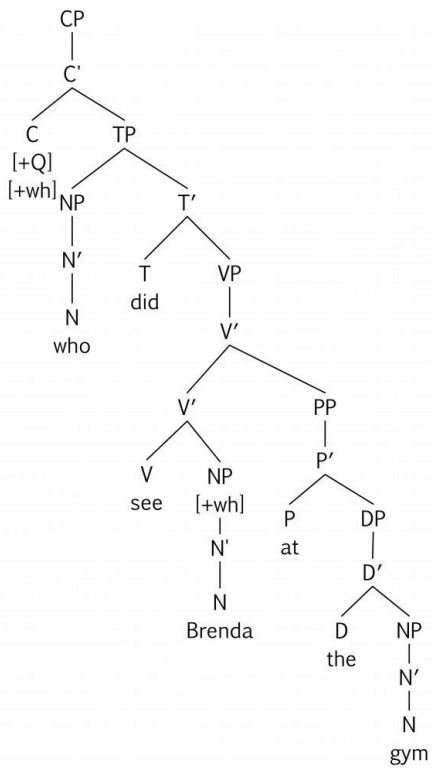 CP
C'
C TP
[+Q]
[+wh] NP T′
N′ T VP
did
N V′
who
V′ PP
V NP P′
see [+wh]
P DP
at
N'
D′
N
Brenda D NP
the
N′
N
gym